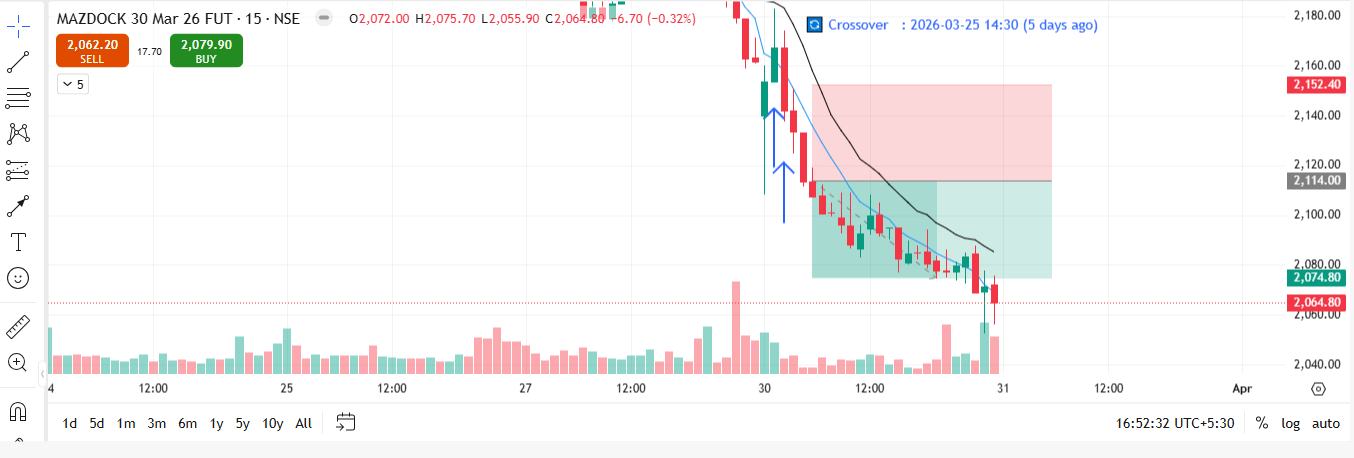 MAZDOCK 30 Mar 26 FUT · 15 · NSE O2,072.00 H2,075.70 L2,055.90 C2,064.80 −6.70 (−0.32%)
Crossover : 2026-03-25 14:30 (5 days ago)
2,062.20 17.70 2,079.90
SELL BUY
5
2,180.00
2,160.00
2,152.40
2,140.00
2,120.00
2,114.00
2,100.00
2,080.00
2,074.80
2,064.80
2,060.00
2,040.00
4 12:00 25 12:00 27 12:00 30 12:00 31 12:00 Apr
1d 5d 1m 3m 6m 1y 5y 10y All 16:52:32 UTC+5:30 % log auto